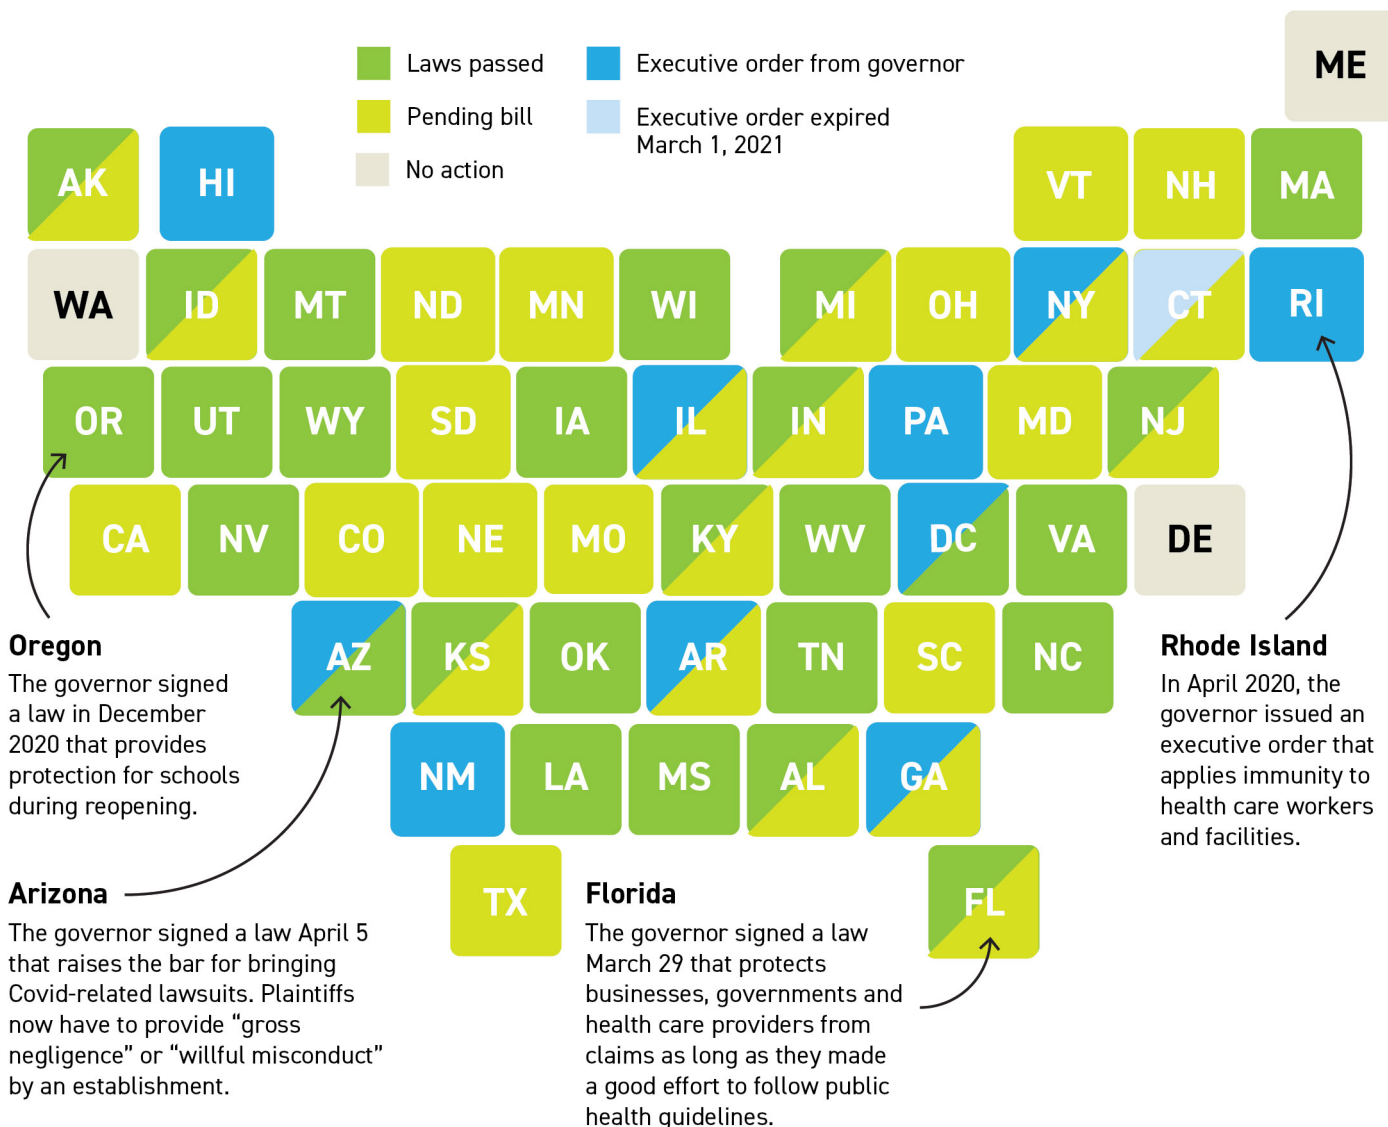 Laws passed
Executive order from governor
Pending bill
Executive order expired
March 1, 2021
No action
ME
AK
HI
VT
NH
MA
WA
ID
MT
ND
MN
WI
MI
OH
NY
CT
RI
OR
UT
WY
SD
IA
IL
IN
PA
MD
NJ
CA
NV
CO
NE
MO
KY
WV
DC
VA
DE
AZ
KS
OK
AR
TN
SC
NC
NM
LA
MS
AL
GA
TX
FL
Oregon
The governor signed
a law in December
2020 that provides
protection for schools
during reopening.
Rhode Island
In April 2020, the
governor issued an
executive order that
applies immunity to
health care workers
and facilities.
Arizona
The governor signed a law April 5
that raises the bar for bringing
Covid-related lawsuits. Plaintiffs
now have to provide “gross
negligence” or “willful misconduct”
by an establishment.
Florida
The governor signed a law
March 29 that protects
businesses, governments and
health care providers from
claims as long as they made
a good effort to follow public
health guidelines.